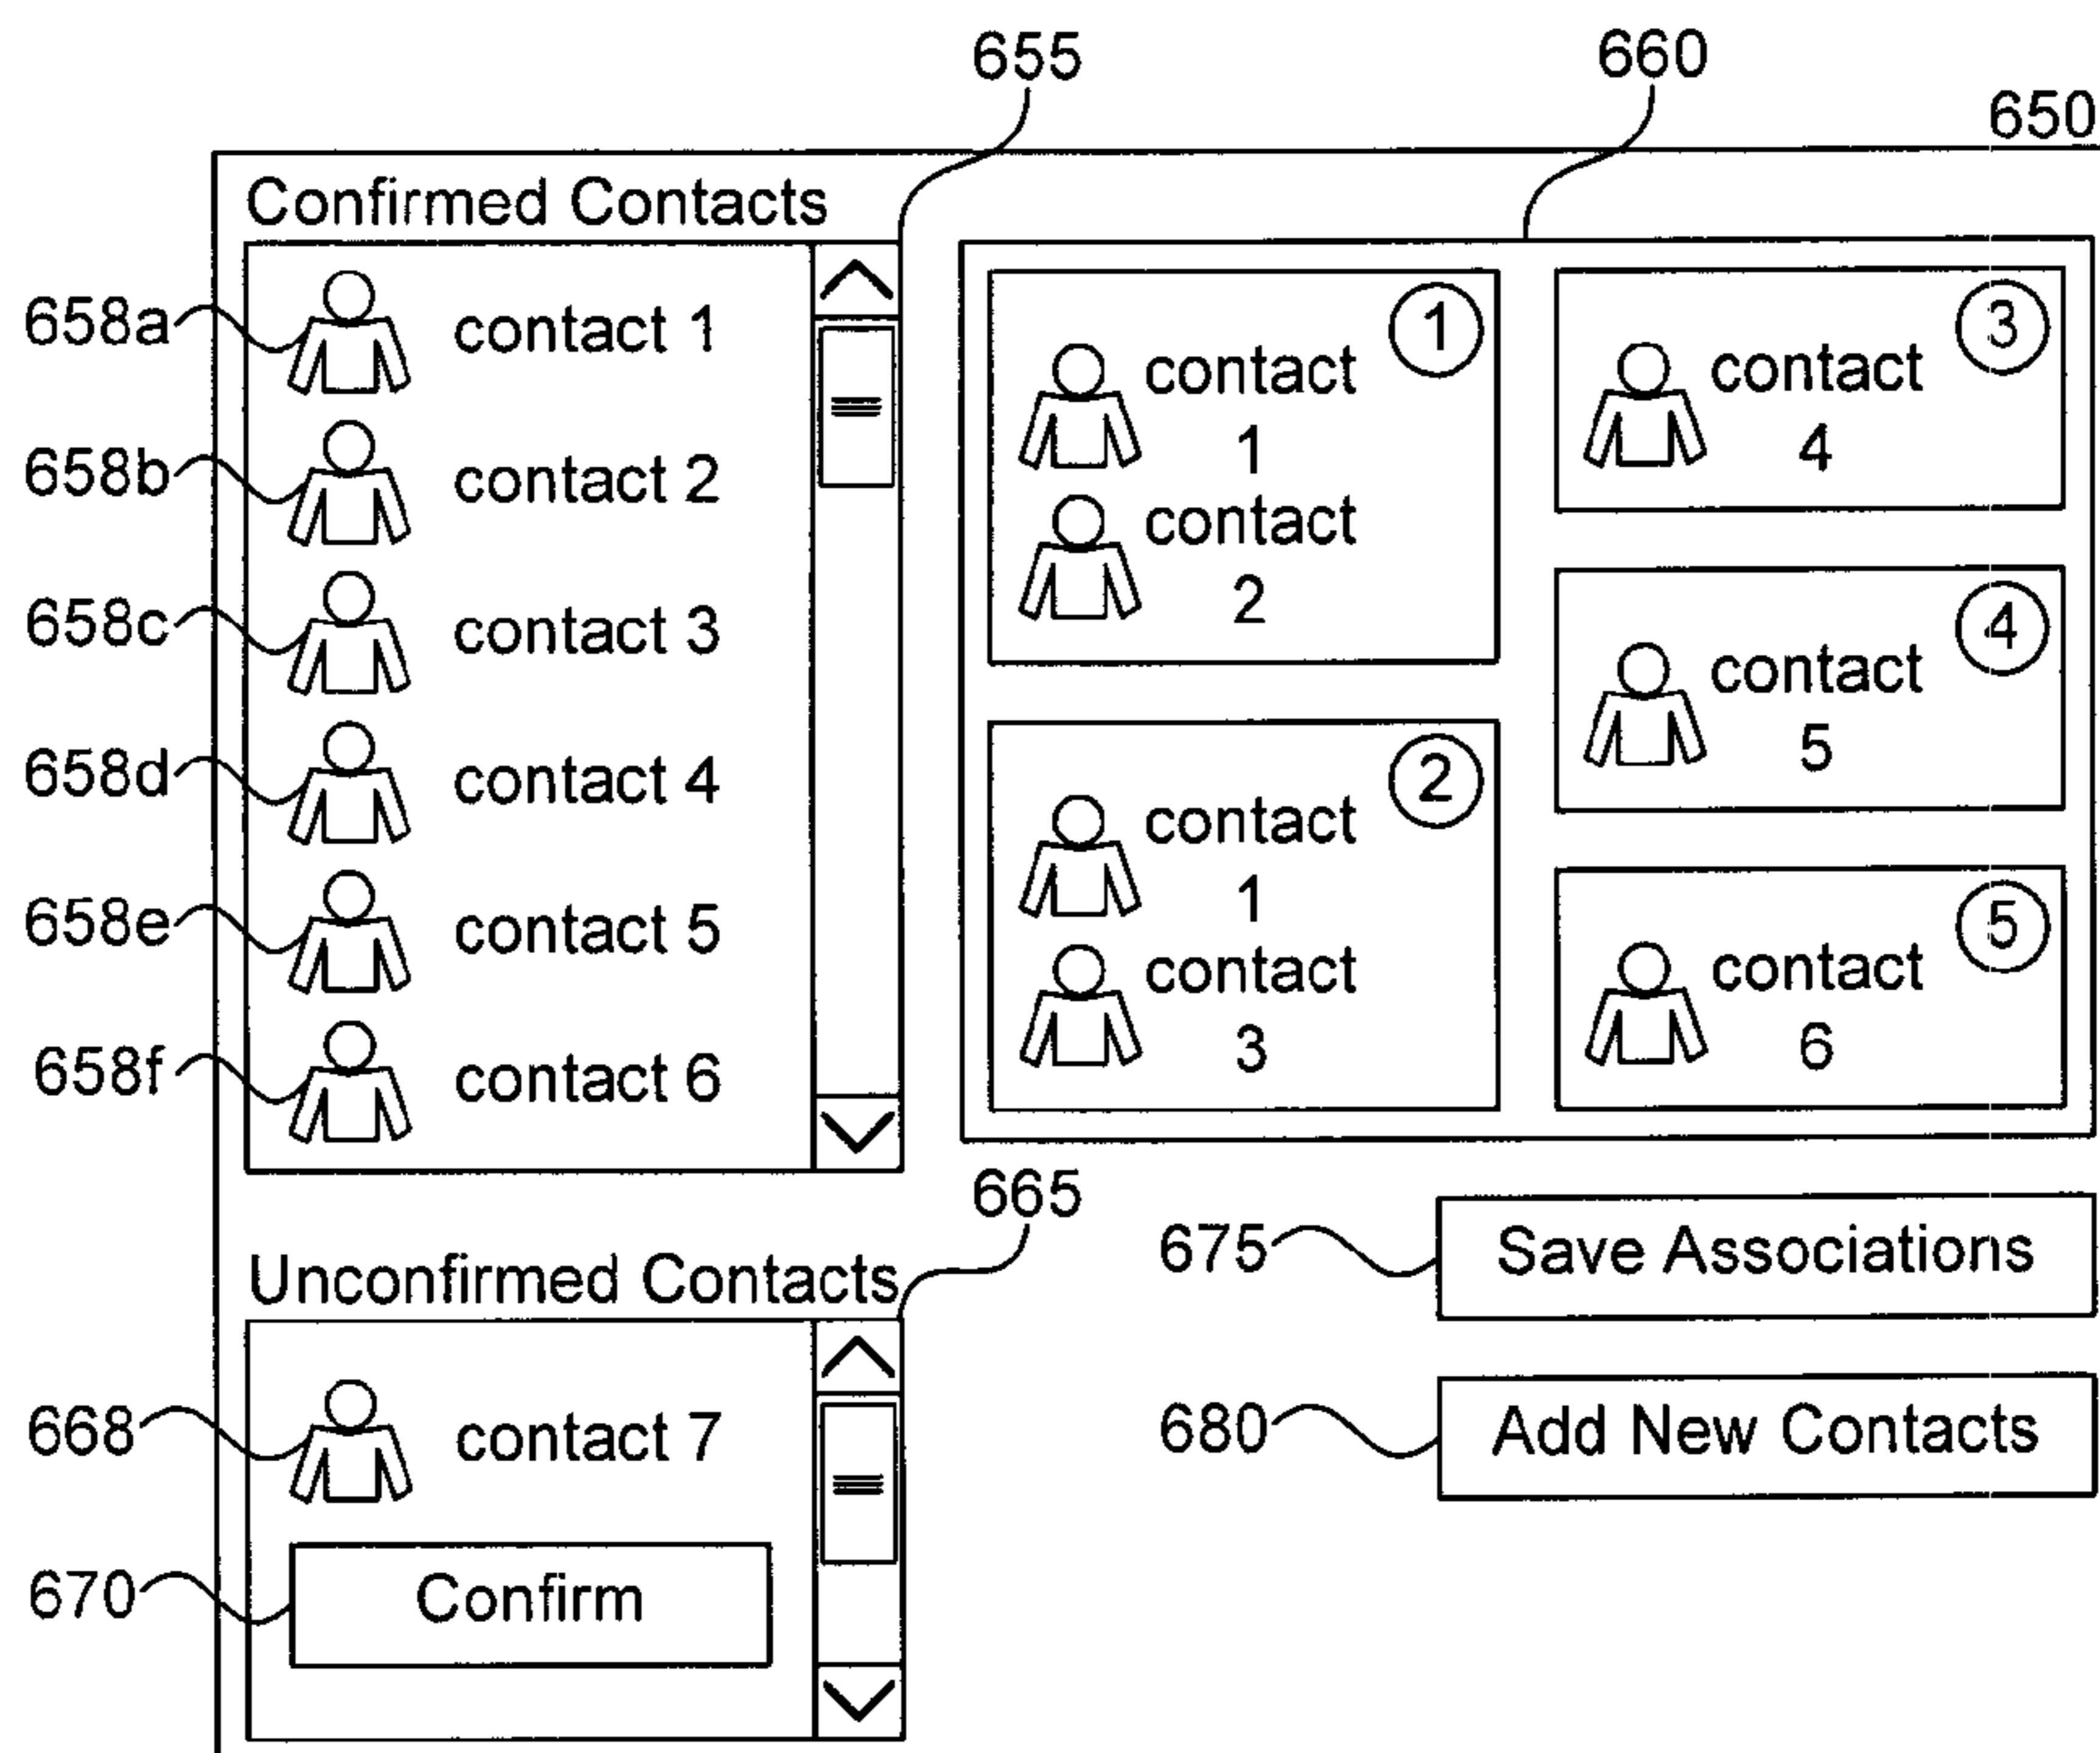 655
660
650
Confirmed Contacts
658a
contact 1
658b
contact 2
658c
contact 3
658d
contact 4
658e
contact 5
658f
contact 6
1
contact
1
contact
2
2
contact
1
contact
3
3
contact
4
4
contact
5
5
contact
6
665
Unconfirmed Contacts
668
contact 7
670
Confirm
675
Save Associations
680
Add New Contacts